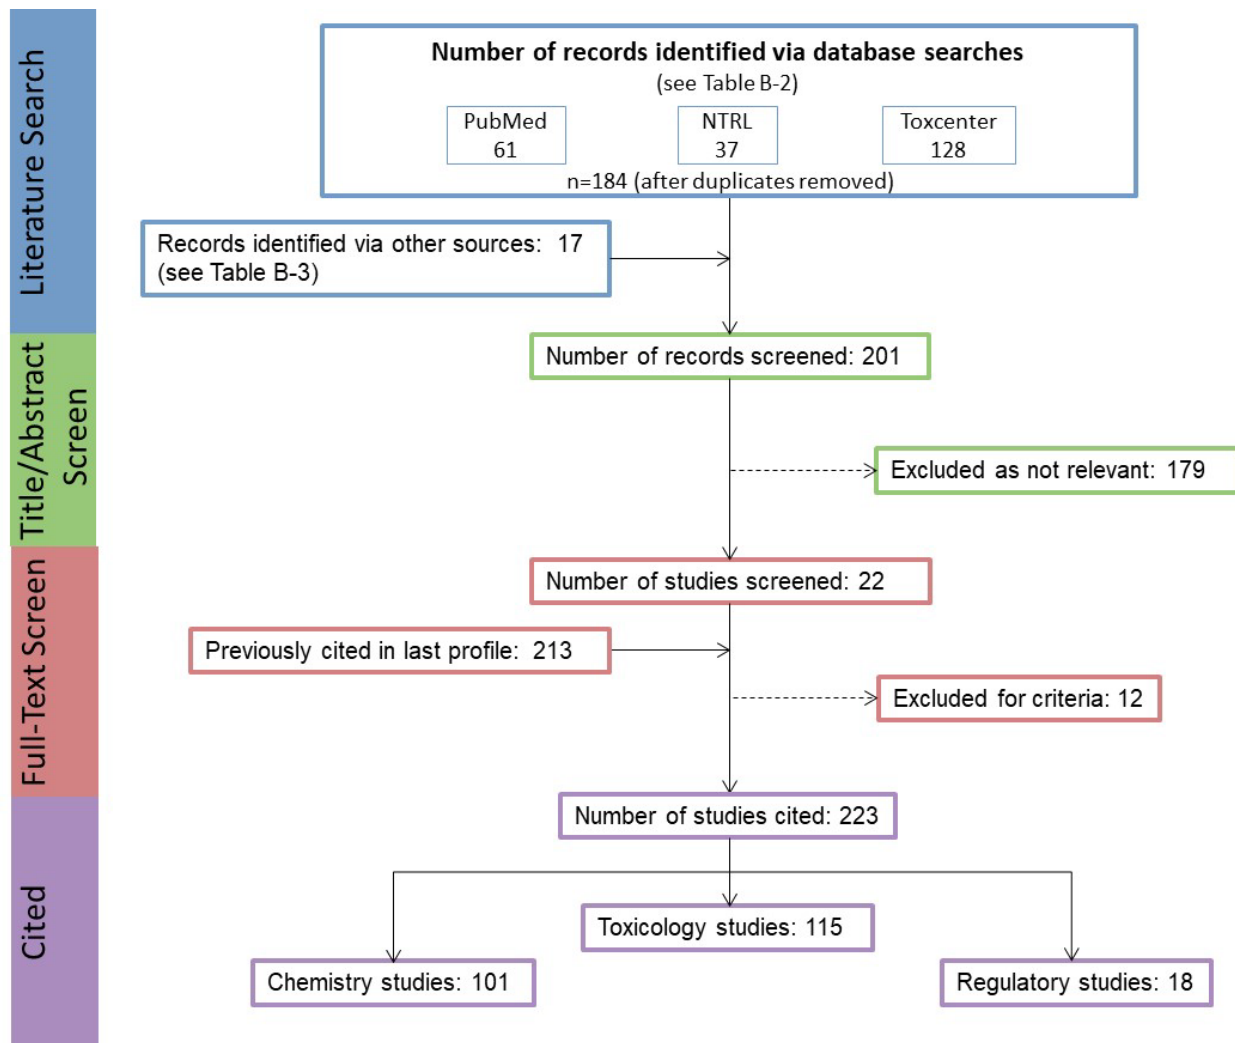 Literature Search
Number of records identified via database searches
(see Table B-2)
PubMed
61
NTRL
37
Toxcenter
128
n=184 (after duplicates removed)
Records identified via other sources: 17
(see Table B-3)
Title/Abstract
Screen
Number of records screened: 201
Excluded as not relevant: 179
Full-Text Screen
Number of studies screened: 22
Previously cited in last profile: 213
Excluded for criteria: 12
Cited
Number of studies cited: 223
Toxicology studies: 115
Chemistry studies: 101
Regulatory studies: 18